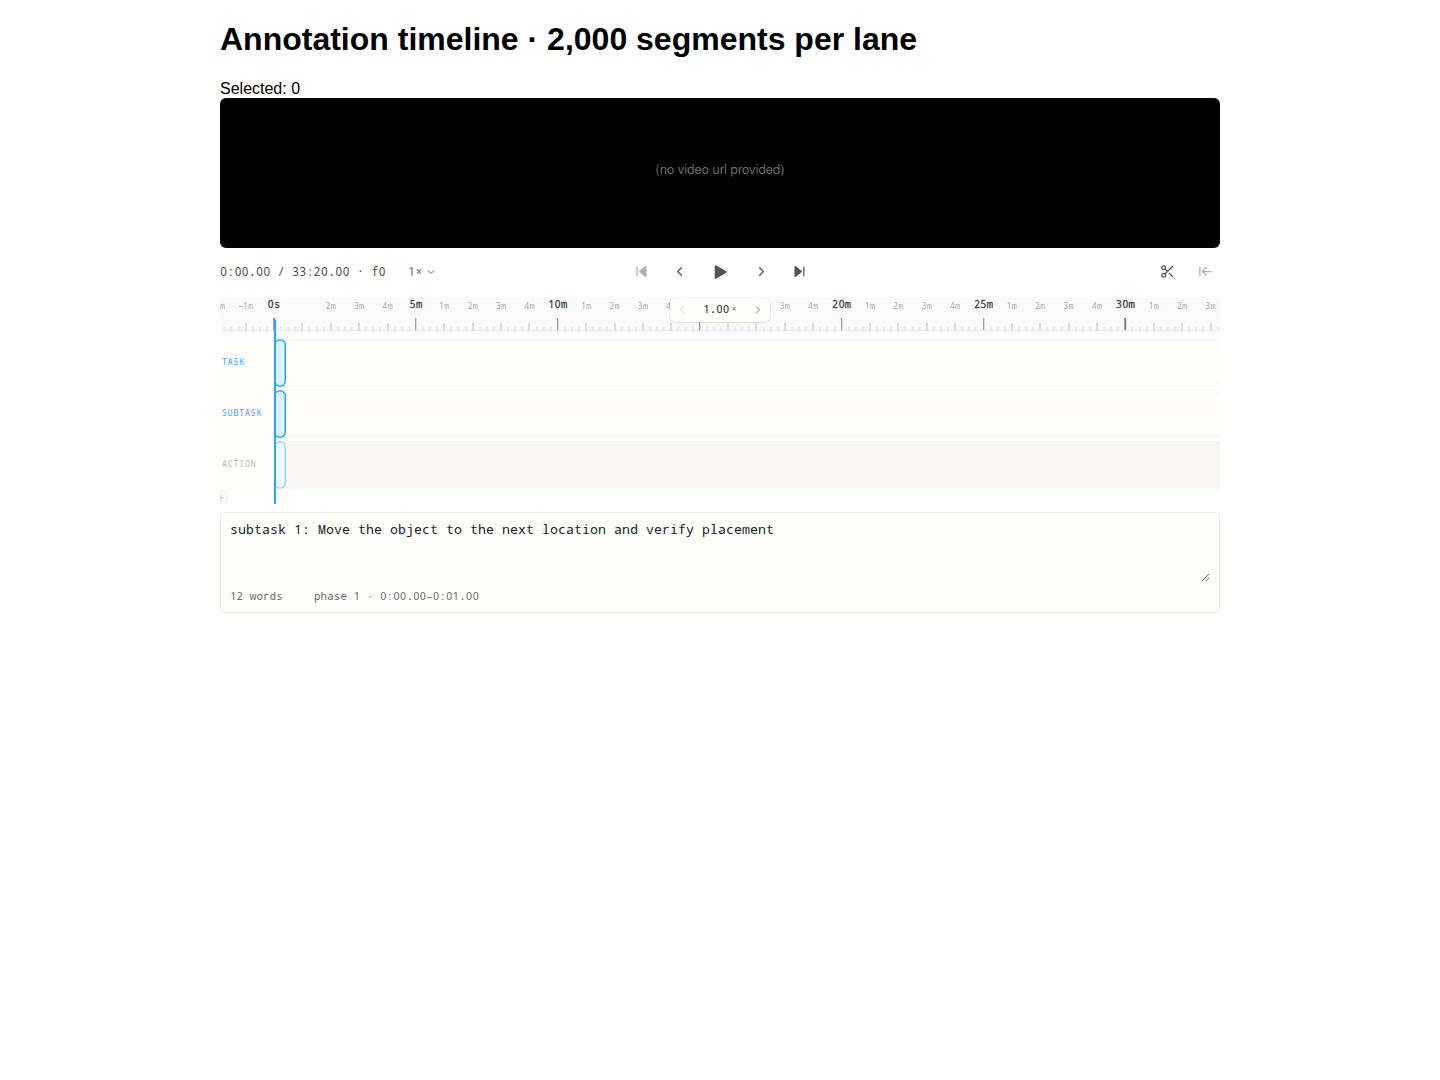 Annotation timeline · 2,000 segments per lane
Selected: 0
(no video url provided)
0:00.00 / 33:20.00 · f0 1×
m -1m 0s 2m 3m 4m 5m 1m 2m 3m 4m 10m 1m 2m 3m 4 1.00× 3m 4m 20m 1m 2m 3m 4m 25m 1m 2m 3m 4m 30m 1m 2m 3m
TASK
SUBTASK
ACTION
subtask 1: Move the object to the next location and verify placement
12 words phase 1 · 0:00.00–0:01.00